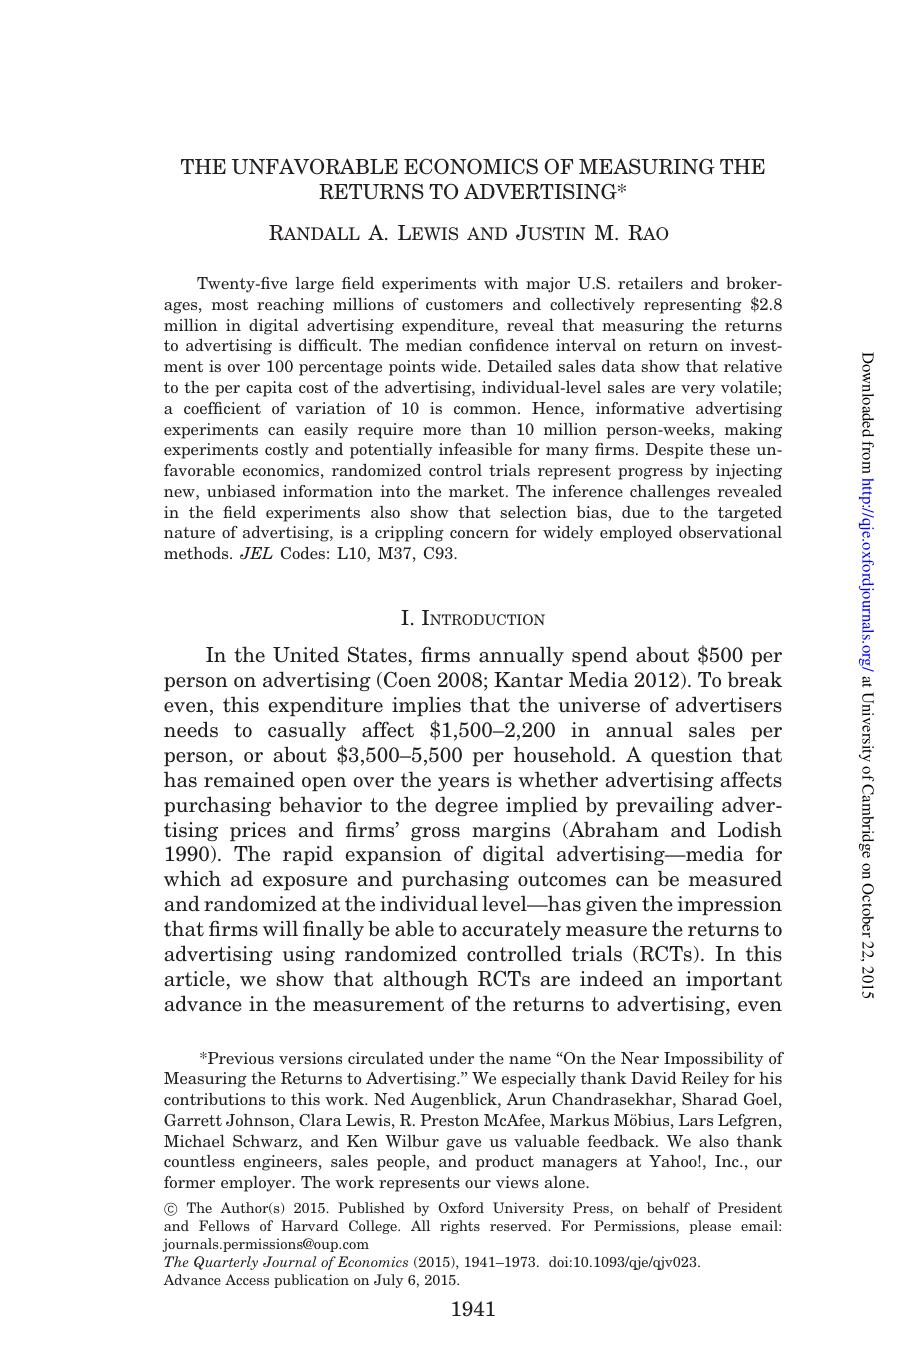 THE UNFAVORABLE ECONOMICS OF MEASURING THE
RETURNS TO ADVERTISING*
RANDALL A. LEWIS AND JUSTIN M. RAO
Twenty-five large field experiments with major U.S. retailers and broker-
ages, most reaching millions of customers and collectively representing $2.8
million in digital advertising expenditure, reveal that measuring the returns
to advertising is difficult. The median confidence interval on return on invest-
ment is over 100 percentage points wide. Detailed sales data show that relative
to the per capita cost of the advertising, individual-level sales are very volatile;
a coefficient of variation of 10 is common. Hence, informative advertising
experiments can easily require more than 10 million person-weeks, making
experiments costly and potentially infeasible for many firms. Despite these un-
favorable economics, randomized control trials represent progress by injecting
new, unbiased information into the market. The inference challenges revealed
in the field experiments also show that selection bias, due to the targeted
nature of advertising, is a crippling concern for widely employed observational
methods. JEL Codes: L10, M37, C93.
I. INTRODUCTION
In the United States, firms annually spend about $500 per
person on advertising (Coen 2008; Kantar Media 2012). To break
even, this expenditure implies that the universe of advertisers
needs to casually affect $1,500–2,200 in annual sales per
person, or about $3,500–5,500 per household. A question that
has remained open over the years is whether advertising affects
purchasing behavior to the degree implied by prevailing adver-
tising prices and firms’ gross margins (Abraham and Lodish
1990). The rapid expansion of digital advertising—media for
which ad exposure and purchasing outcomes can be measured
and randomized at the individual level—has given the impression
that firms will finally be able to accurately measure the returns to
advertising using randomized controlled trials (RCTs). In this
article, we show that although RCTs are indeed an important
advance in the measurement of the returns to advertising, even
*Previous versions circulated under the name “On the Near Impossibility of
Measuring the Returns to Advertising.” We especially thank David Reiley for his
contributions to this work. Ned Augenblick, Arun Chandrasekhar, Sharad Goel,
Garrett Johnson, Clara Lewis, R. Preston McAfee, Markus Möbius, Lars Lefgren,
Michael Schwarz, and Ken Wilbur gave us valuable feedback. We also thank
countless engineers, sales people, and product managers at Yahoo!, Inc., our
former employer. The work represents our views alone.
© The Author(s) 2015. Published by Oxford University Press, on behalf of President
and Fellows of Harvard College. All rights reserved. For Permissions, please email:
journals.permissions@oup.com
The Quarterly Journal of Economics (2015), 1941–1973. doi:10.1093/qje/qjv023.
Advance Access publication on July 6, 2015.
1941
Downloaded from http://qje.oxfordjournals.org/ at University of Cambridge on October 22, 2015